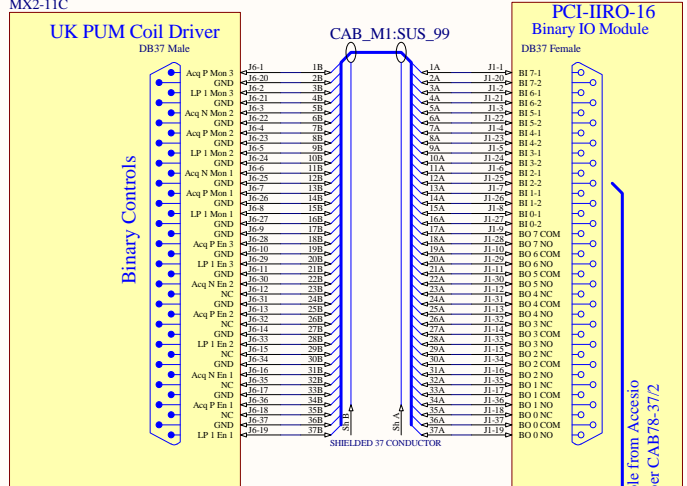 MX2-11C
UK PUM Coil Driver
DB37 Male
CAB_M1:SUS_99
PCI-IIRO-16
Binary IO Module
DB37 Female
Acq P Mon 3 J6-1 1B 1A J1-1 BI 7-1
GND J6-20 2B 2A J1-20 BI 7-2
LP 1 Mon 3 J6-2 3B 3A J1-2 BI 6-1
GND J6-21 4B 4A J1-21 BI 6-2
Acq N Mon 2 J6-3 5B 5A J1-3 BI 5-1
GND J6-22 6B 6A J1-22 BI 5-2
Acq P Mon 2 J6-4 7B 7A J1-4 BI 4-1
GND J6-23 8B 8A J1-23 BI 4-2
LP 1 Mon 2 J6-5 9B 9A J1-5 BI 3-1
GND J6-24 10B 10A J1-24 BI 3-2
Acq N Mon 1 J6-6 11B 11A J1-6 BI 2-1
GND J6-25 12B 12A J1-25 BI 2-2
Acq P Mon 1 J6-7 13B 13A J1-7 BI 1-1
GND J6-26 14B 14A J1-26 BI 1-2
LP 1 Mon 1 J6-8 15B 15A J1-8 BI 0-1
GND J6-27 16B 16A J1-27 BI 0-2
GND J6-9 17B 17A J1-9 BO 7 COM
Acq P En 3 J6-28 18B 18A J1-28 BO 7 NO
GND J6-10 19B 19A J1-10 BO 6 COM
LP 1 En 3 J6-29 20B 20A J1-29 BO 6 NO
GND J6-11 21B 21A J1-11 BO 5 COM
Acq N En 2 J6-30 22B 22A J1-30 BO 5 NO
NC J6-12 23B 23A J1-12 BO 4 NC
GND J6-31 24B 24A J1-31 BO 4 COM
Acq P En 2 J6-13 25B 25A J1-13 BO 4 NO
NC J6-32 26B 26A J1-32 BO 3 NC
GND J6-14 27B 27A J1-14 BO 3 COM
LP 1 En 2 J6-33 28B 28A J1-33 BO 3 NO
NC J6-15 29B 29A J1-15 BO 2 NC
GND J6-34 30B 30A J1-34 BO 2 COM
Acq N En 1 J6-16 31B 31A J1-16 BO 2 NO
NC J6-35 32B 32A J1-35 BO 1 NC
GND J6-17 33B 33A J1-17 BO 1 COM
Acq P En 1 J6-36 34B 34A J1-36 BO 1 NO
NC J6-18 35B 35A J1-18 BO 0 NC
GND J6-37 36B 36A J1-37 BO 0 COM
LP 1 En 1 J6-19 37B 37A J1-19 BO 0 NO
Binary Controls
Sh B
Sh A
SHIELDED 37 CONDUCTOR
from Accesio
CAB78-37/2